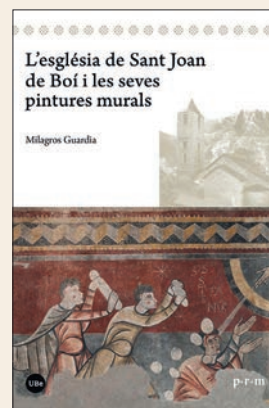 L'església de Sant Joan
de Boí i les seves
pintures murals
Milagros Guardia
UBe
p·r·m